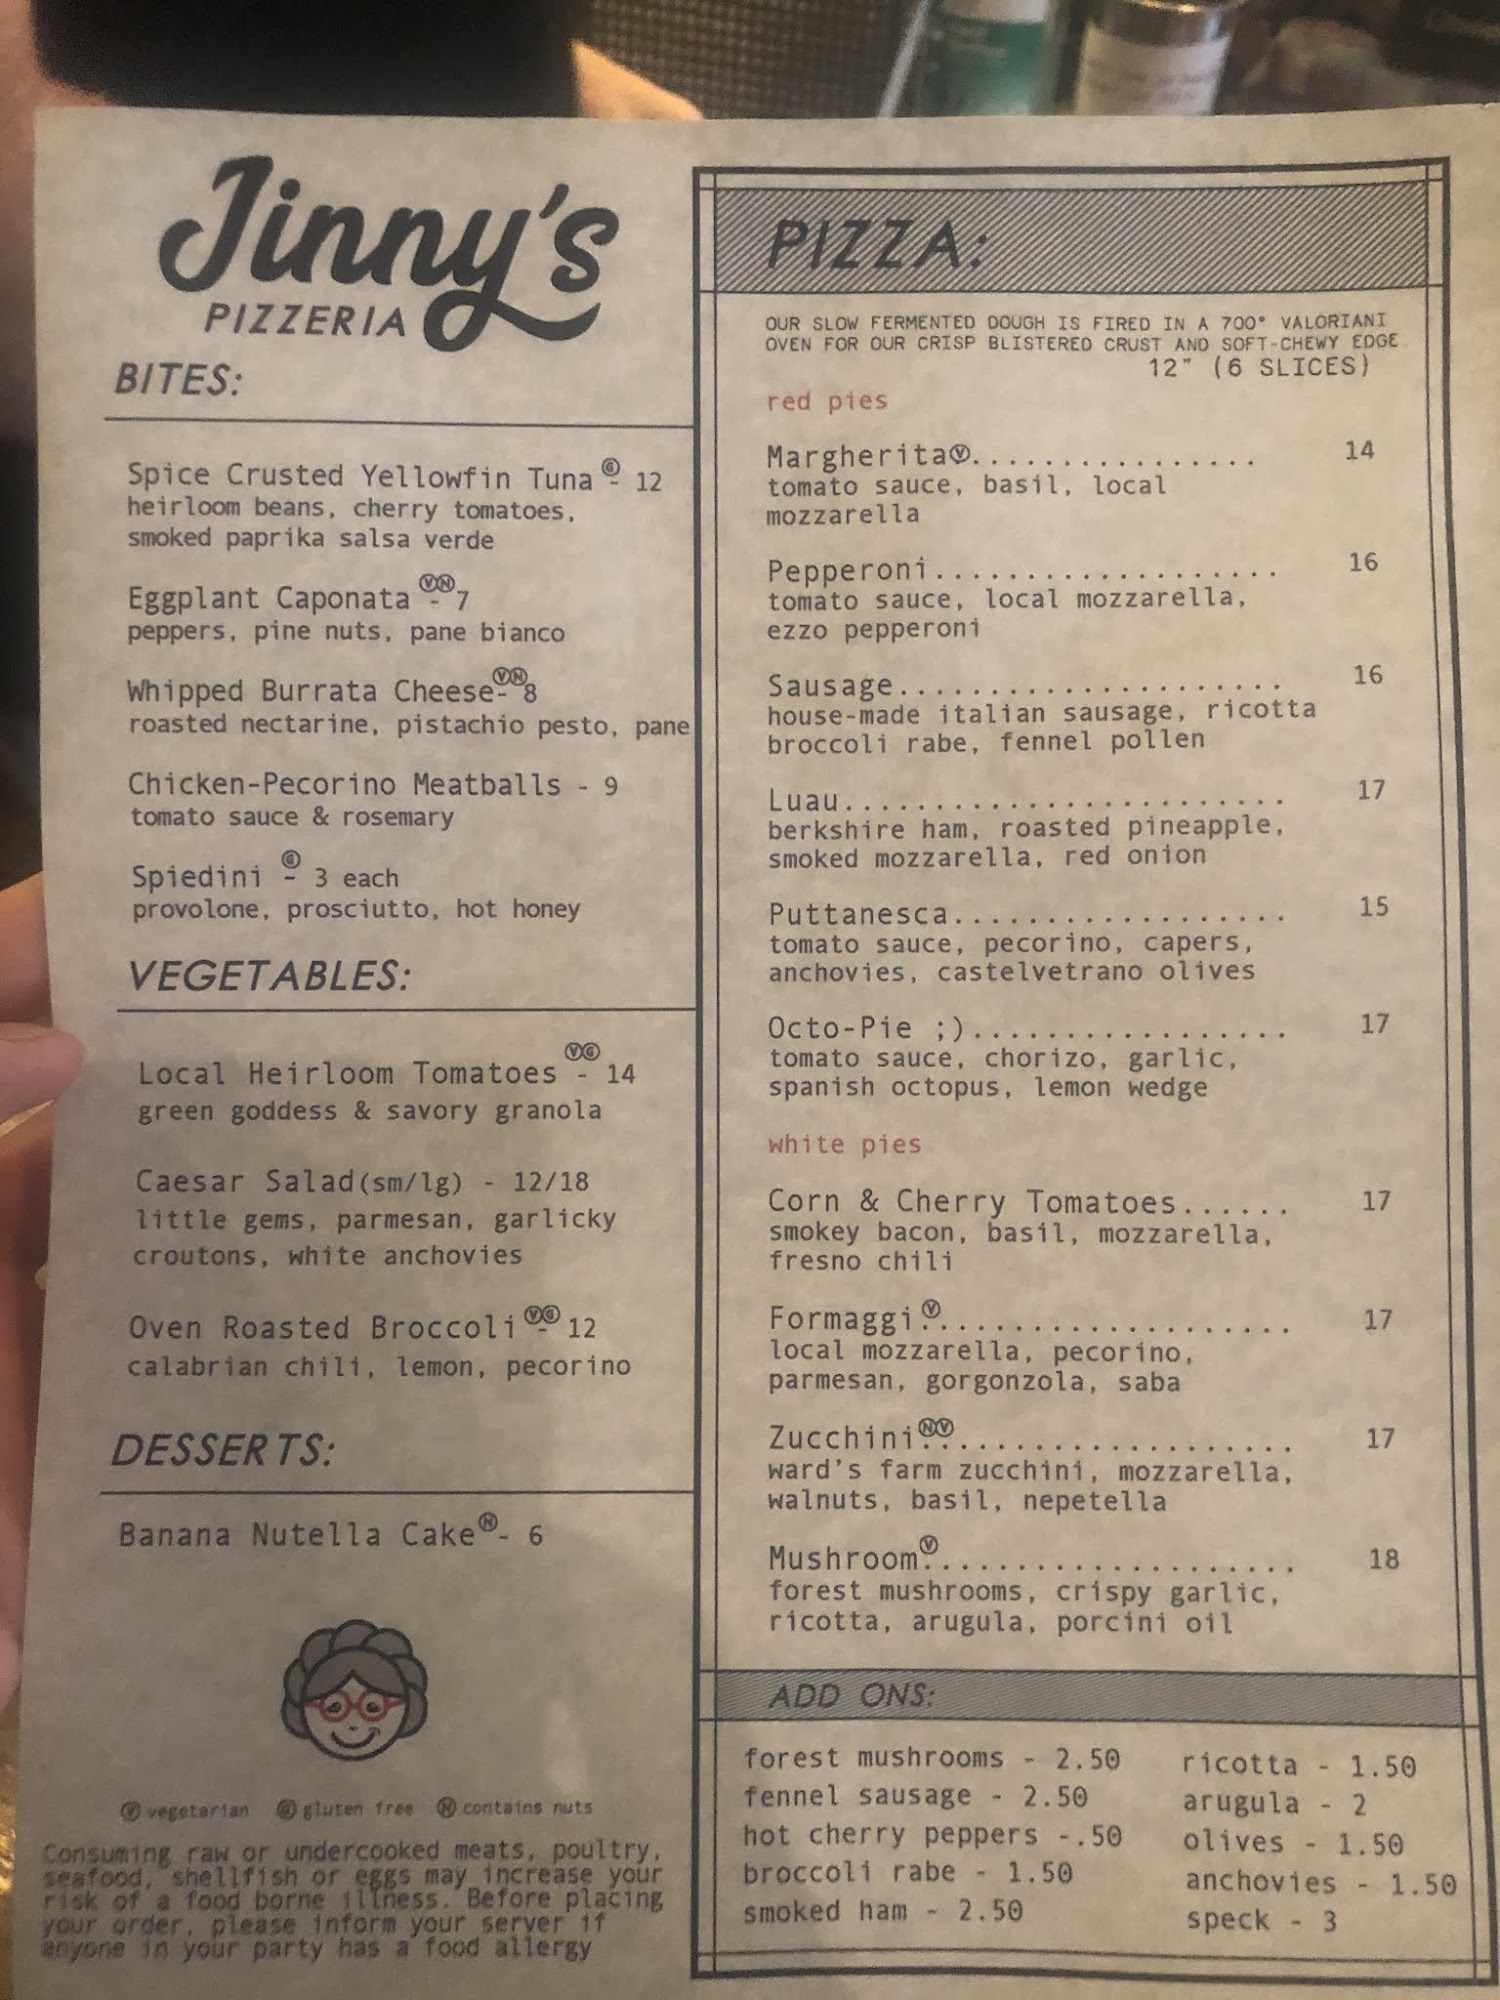 Jinny's
PIZZERIA
BITES:
Spice Crusted Yellowfin Tuna Ⓖ - 12
heirloom beans, cherry tomatoes,
smoked paprika salsa verde
Eggplant Caponata ⓋⓃ - 7
peppers, pine nuts, pane bianco
Whipped Burrata Cheese ⓋⓃ - 8
roasted nectarine, pistachio pesto, pane
Chicken-Pecorino Meatballs - 9
tomato sauce & rosemary
Spiedini Ⓖ - 3 each
provolone, prosciutto, hot honey
VEGETABLES:
Local Heirloom Tomatoes ⓋⒼ - 14
green goddess & savory granola
Caesar Salad(sm/lg) - 12/18
little gems, parmesan, garlicky
croutons, white anchovies
Oven Roasted Broccoli ⓋⒼ - 12
calabrian chili, lemon, pecorino
DESSERTS:
Banana Nutella Cake Ⓝ - 6
Ⓥ vegetarian Ⓖ gluten free Ⓝ contains nuts
Consuming raw or undercooked meats, poultry,
seafood, shellfish or eggs may increase your
risk of a food borne illness. Before placing
your order, please inform your server if
anyone in your party has a food allergy
PIZZA:
OUR SLOW FERMENTED DOUGH IS FIRED IN A 700° VALORIANI
OVEN FOR OUR CRISP BLISTERED CRUST AND SOFT-CHEWY EDGE
12" (6 SLICES)
red pies
MargheritaⓋ................ 14
tomato sauce, basil, local
mozzarella
Pepperoni................... 16
tomato sauce, local mozzarella,
ezzo pepperoni
Sausage..................... 16
house-made italian sausage, ricotta
broccoli rabe, fennel pollen
Luau........................ 17
berkshire ham, roasted pineapple,
smoked mozzarella, red onion
Puttanesca.................. 15
tomato sauce, pecorino, capers,
anchovies, castelvetrano olives
Octo-Pie ;)................. 17
tomato sauce, chorizo, garlic,
spanish octopus, lemon wedge
white pies
Corn & Cherry Tomatoes...... 17
smokey bacon, basil, mozzarella,
fresno chili
FormaggiⓋ................... 17
local mozzarella, pecorino,
parmesan, gorgonzola, saba
ZucchiniⓃⓋ.................. 17
ward's farm zucchini, mozzarella,
walnuts, basil, nepetella
MushroomⓋ................... 18
forest mushrooms, crispy garlic,
ricotta, arugula, porcini oil
ADD ONS:
forest mushrooms - 2.50
fennel sausage - 2.50
hot cherry peppers -.50
broccoli rabe - 1.50
smoked ham - 2.50
ricotta - 1.50
arugula - 2
olives - 1.50
anchovies - 1.50
speck - 3